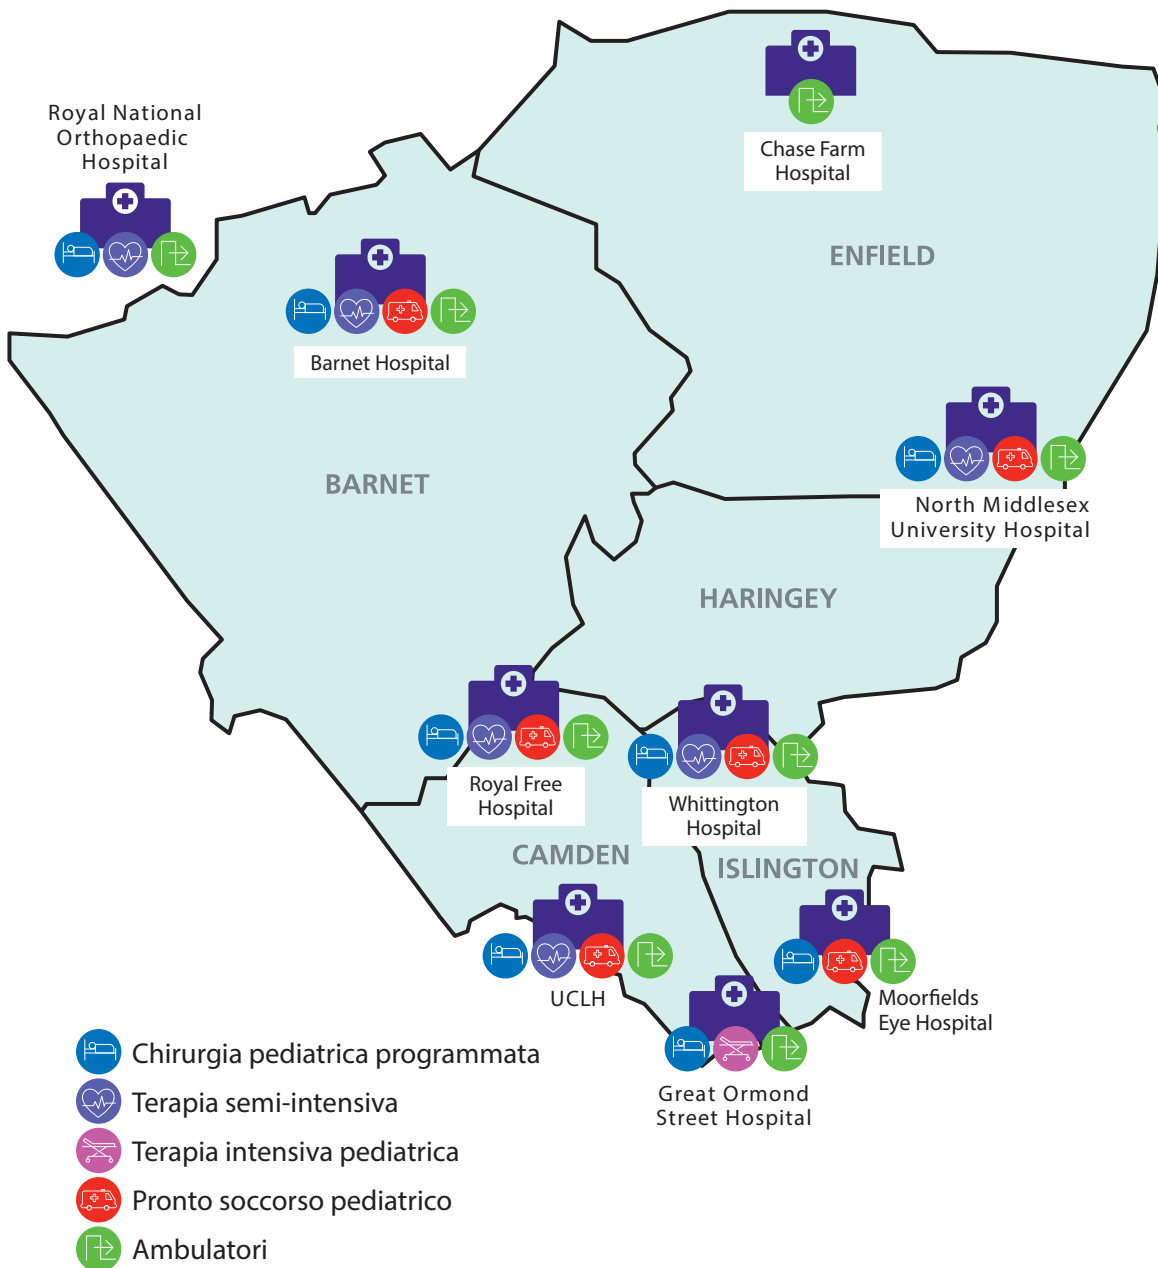 Royal National
Orthopaedic
Hospital
Chase Farm
Hospital
ENFIELD
Barnet Hospital
BARNET
North Middlesex
University Hospital
HARINGEY
Royal Free
Hospital
Whittington
Hospital
CAMDEN
ISLINGTON
UCLH
Moorfields
Eye Hospital
Great Ormond
Street Hospital
Chirurgia pediatrica programmata
Terapia semi-intensiva
Terapia intensiva pediatrica
Pronto soccorso pediatrico
Ambulatori